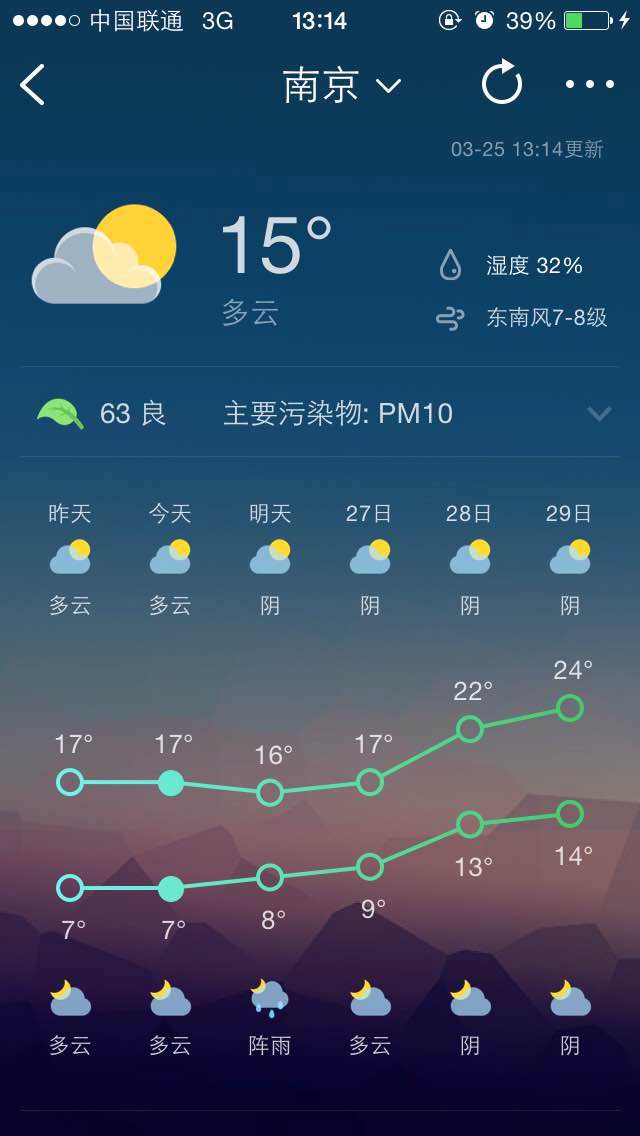 中国联通 3G 13:14 39%
南京
03-25 13:14更新
15°
多云
湿度 32%
东南风7-8级
63 良 主要污染物: PM10
昨天 今天 明天 27日 28日 29日
多云 多云 阴 阴 阴 阴
17° 17° 16° 17° 22° 24°
7° 7° 8° 9° 13° 14°
多云 多云 阵雨 多云 阴 阴